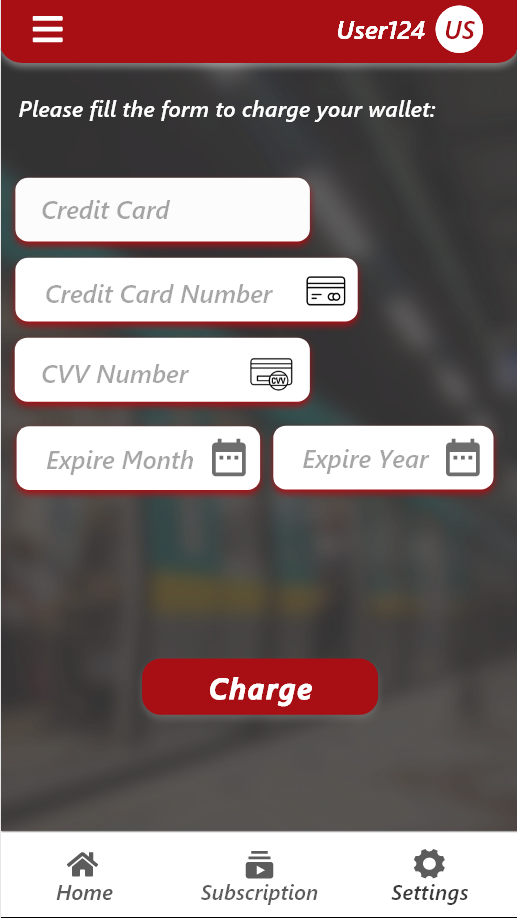 User124 US
Please fill the form to charge your wallet:
Credit Card
Credit Card Number
CVV Number
CVV
Expire Month Expire Year
Charge
Home Subscription Settings